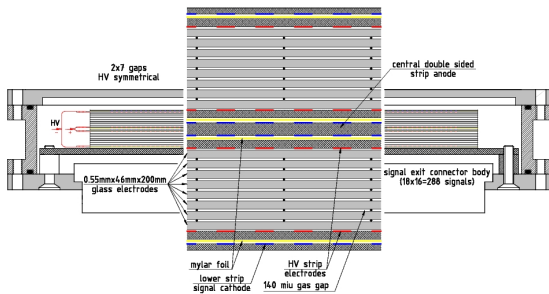 2x7 gaps
HV symmetrical
central double sided
strip anode
HV
0.55mmx46mmx200mm
glass electrodes
signal exit connector body
(18x16=288 signals)
mylar foil
HV strip
electrodes
lower strip
signal cathode
140 miu gas gap